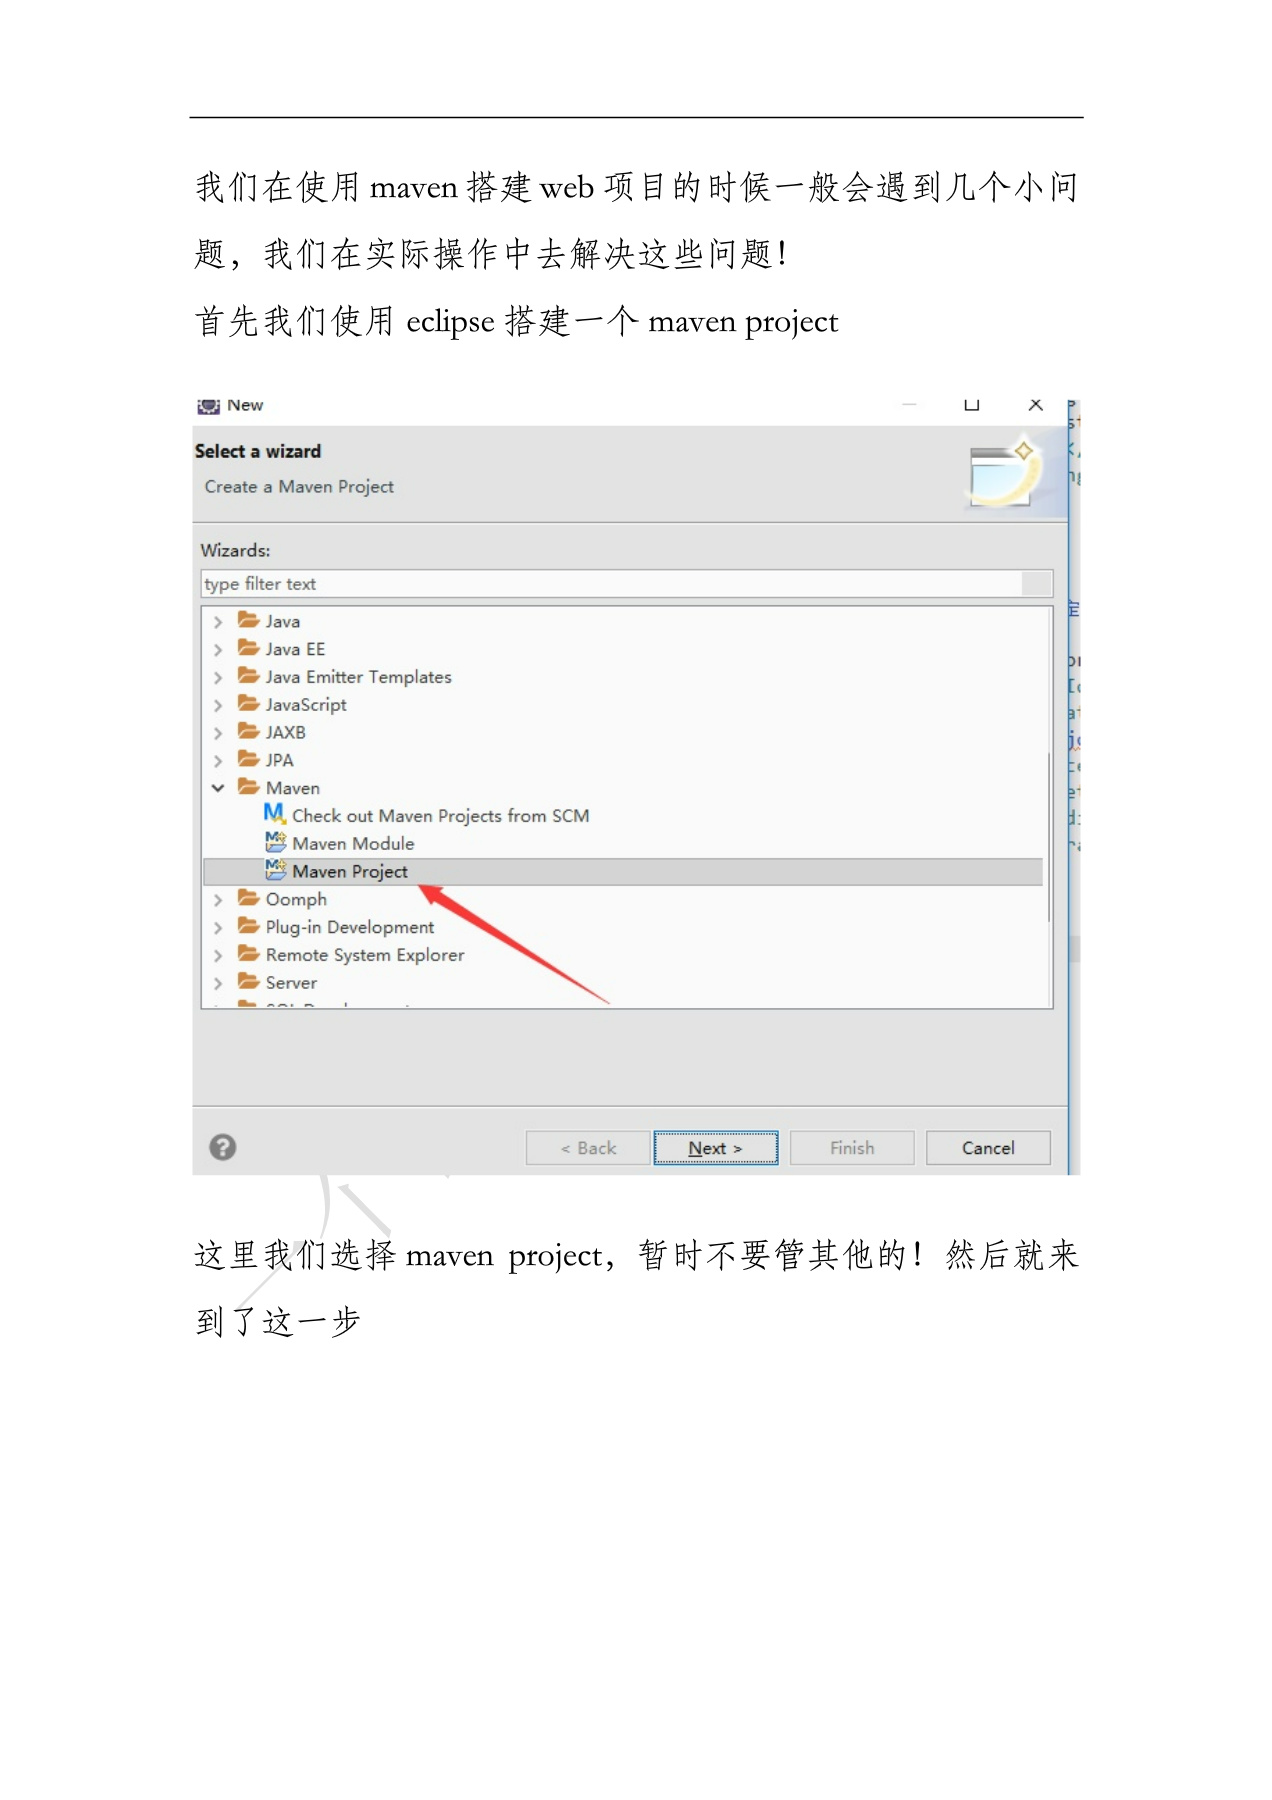 我们在使用 maven 搭建 web 项目的时候一般会遇到几个小问
题，我们在实际操作中去解决这些问题！
首先我们使用 eclipse 搭建一个 maven project
New
Select a wizard
Create a Maven Project
Wizards:
type filter text
Java
Java EE
Java Emitter Templates
JavaScript
JAXB
JPA
Maven
Check out Maven Projects from SCM
Maven Module
Maven Project
Oomph
Plug-in Development
Remote System Explorer
Server
< Back
Next >
Finish
Cancel
这里我们选择 maven project，暂时不要管其他的！然后就来
到了这一步